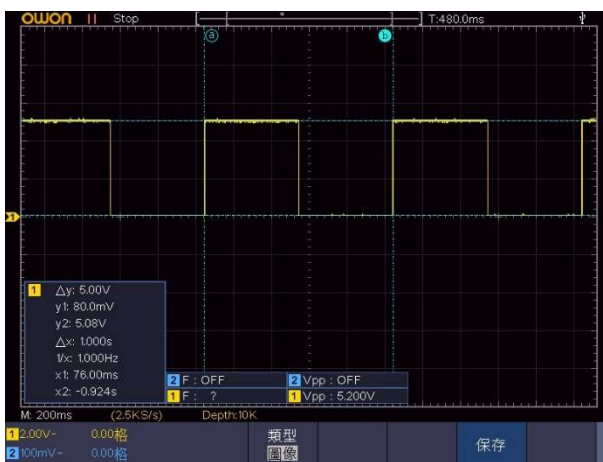 OWON II Stop T:480.0ms
a b
1
1 △y: 5.00V
y1: 80.0mV
y2: 5.08V
△x: 1.000s
1/x: 1.000Hz
x1: 76.00ms
x2: -0.924s
2 F : OFF 2 Vpp : OFF
1 F : ? 1 Vpp : 5.200V
M: 200ms (2.5KS/s) Depth:10K
1 2.00V~ 0.00格
2 100mV~ 0.00格
類型
圖像
保存